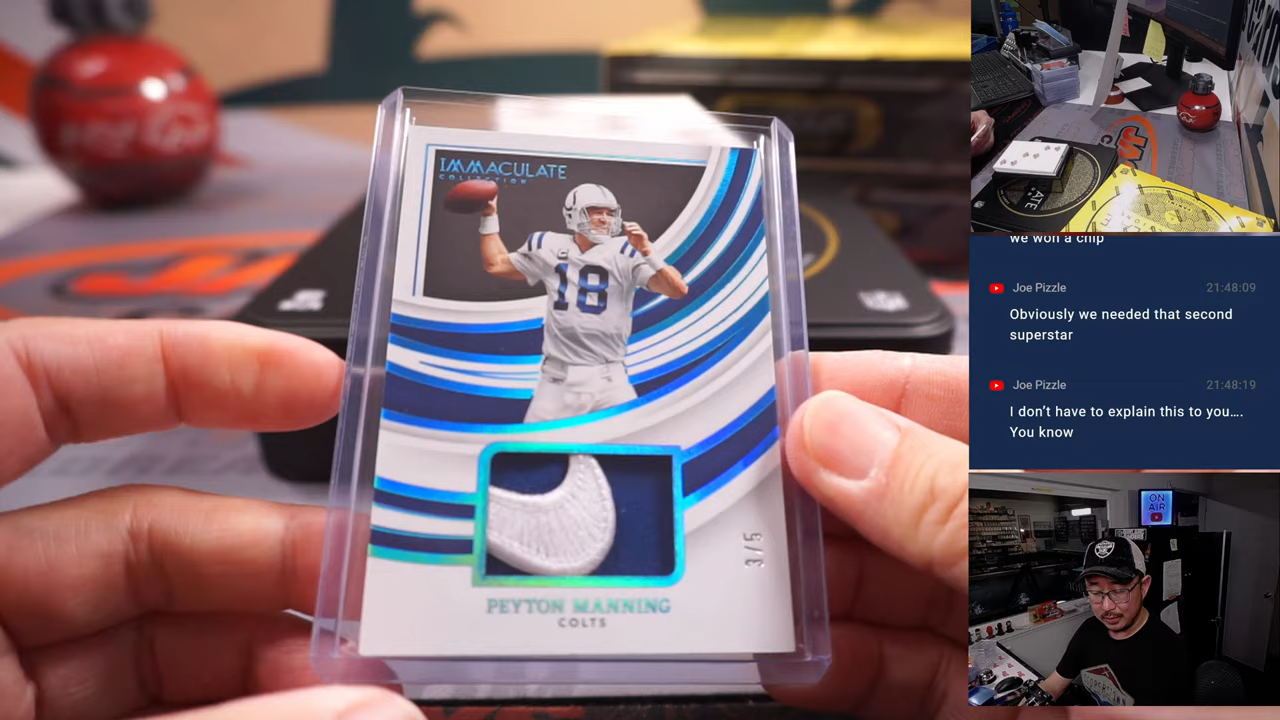 IMMACULATE
COLLECTION
18
3/5
PEYTON MANNING
COLTS
we won a chip
Joe Pizzle 21:48:09
Obviously we needed that second
superstar
Joe Pizzle 21:48:19
I don't have to explain this to you….
You know
ON
AIR